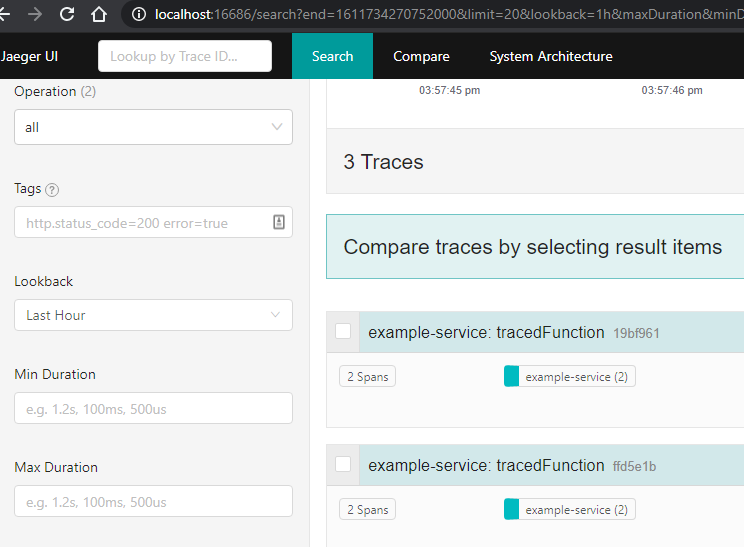 localhost:16686/search?end=1611734270752000&limit=20&lookback=1h&maxDuration&minD
Jaeger UI
Lookup by Trace ID...
Search
Compare
System Architecture
Operation (2)
all
Tags ?
http.status_code=200 error=true
Lookback
Last Hour
Min Duration
e.g. 1.2s, 100ms, 500us
Max Duration
e.g. 1.2s, 100ms, 500us
03:57:45 pm
03:57:46 pm
3 Traces
Compare traces by selecting result items
example-service: tracedFunction 19bf961
2 Spans
example-service (2)
example-service: tracedFunction ffd5e1b
2 Spans
example-service (2)